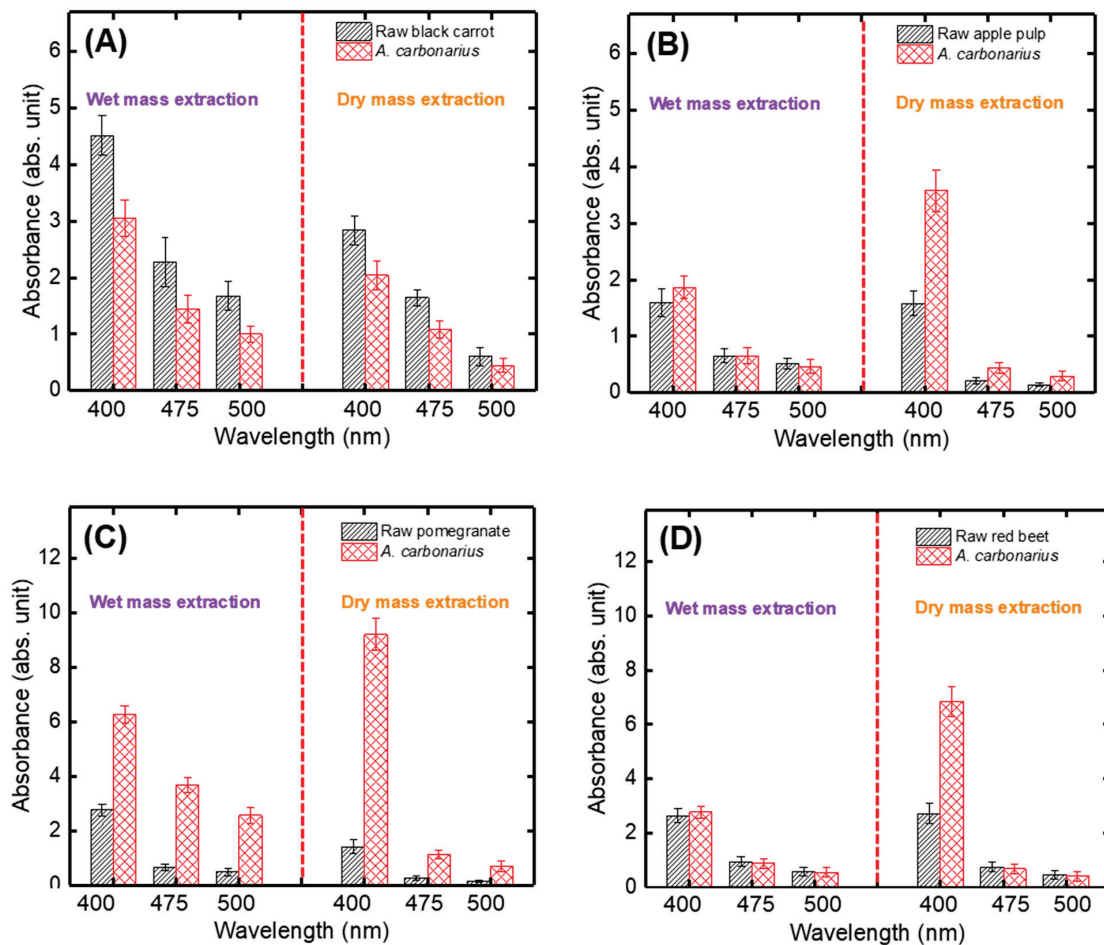 (A)
Raw black carrot
A. carbonarius
Wet mass extraction
Dry mass extraction
Absorbance (abs. unit)
6
5
4
3
2
1
0
400 475 500 400 475 500
Wavelength (nm)
(B)
Raw apple pulp
A. carbonarius
Wet mass extraction
Dry mass extraction
Absorbance (abs. unit)
6
5
4
3
2
1
0
400 475 500 400 475 500
Wavelength (nm)
(C)
Raw pomegranate
A. carbonarius
Wet mass extraction
Dry mass extraction
Absorbance (abs. unit)
12
10
8
6
4
2
0
400 475 500 400 475 500
Wavelength (nm)
(D)
Raw red beet
A. carbonarius
Wet mass extraction
Dry mass extraction
Absorbance (abs. unit)
12
10
8
6
4
2
0
400 475 500 400 475 500
Wavelength (nm)